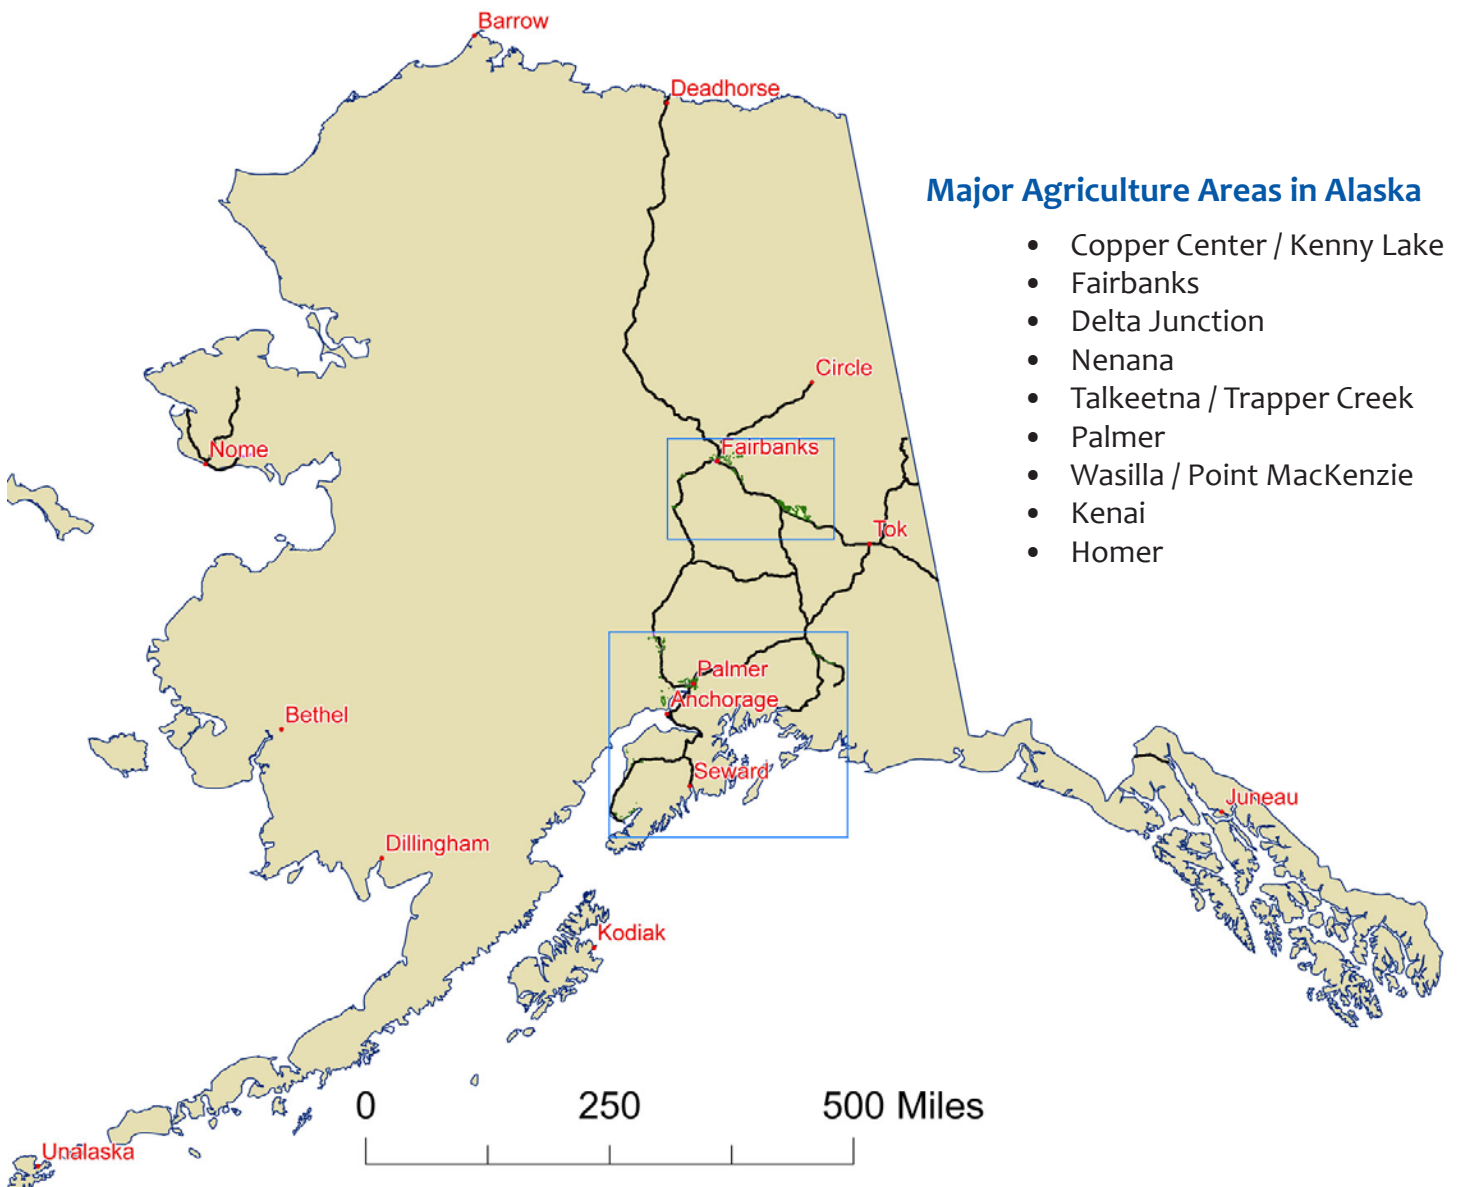 Barrow
Deadhorse
Major Agriculture Areas in Alaska
• Copper Center / Kenny Lake
• Fairbanks
• Delta Junction
• Nenana
• Talkeetna / Trapper Creek
• Palmer
• Wasilla / Point MacKenzie
• Kenai
• Homer
Circle
Fairbanks
Nome
Tok
Palmer
Anchorage
Bethel
Seward
Juneau
Dillingham
Kodiak
0 250 500 Miles
Unalaska